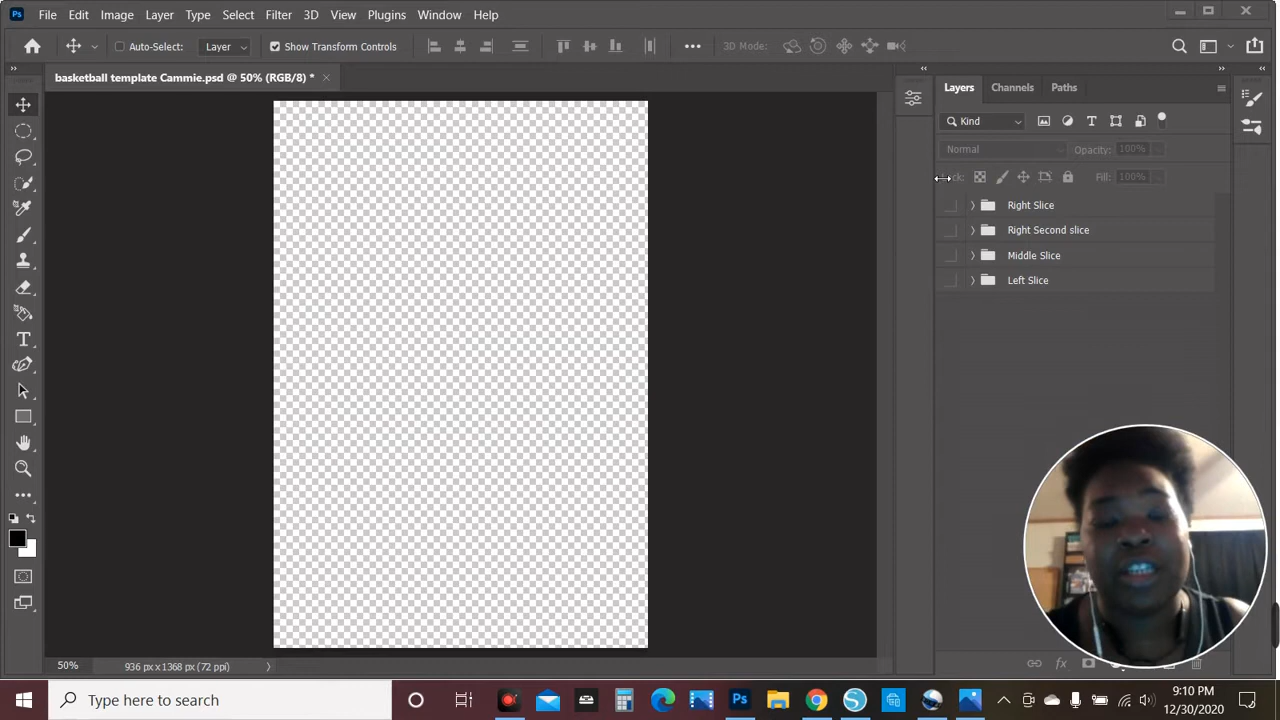 Ps File Edit Image Layer Type Select Filter 3D View Plugins Window Help
Auto-Select: Layer Show Transform Controls 3D Mode:
basketball template Cammie.psd @ 50% (RGB/8) *
Layers Channels Paths
Kind
Normal Opacity: 100%
Fill: 100%
Right Slice
Right Second slice
Middle Slice
Left Slice
fx
50% 936 px x 1368 px (72 ppi)
Type here to search
Ps
9:10 PM
12/30/2020